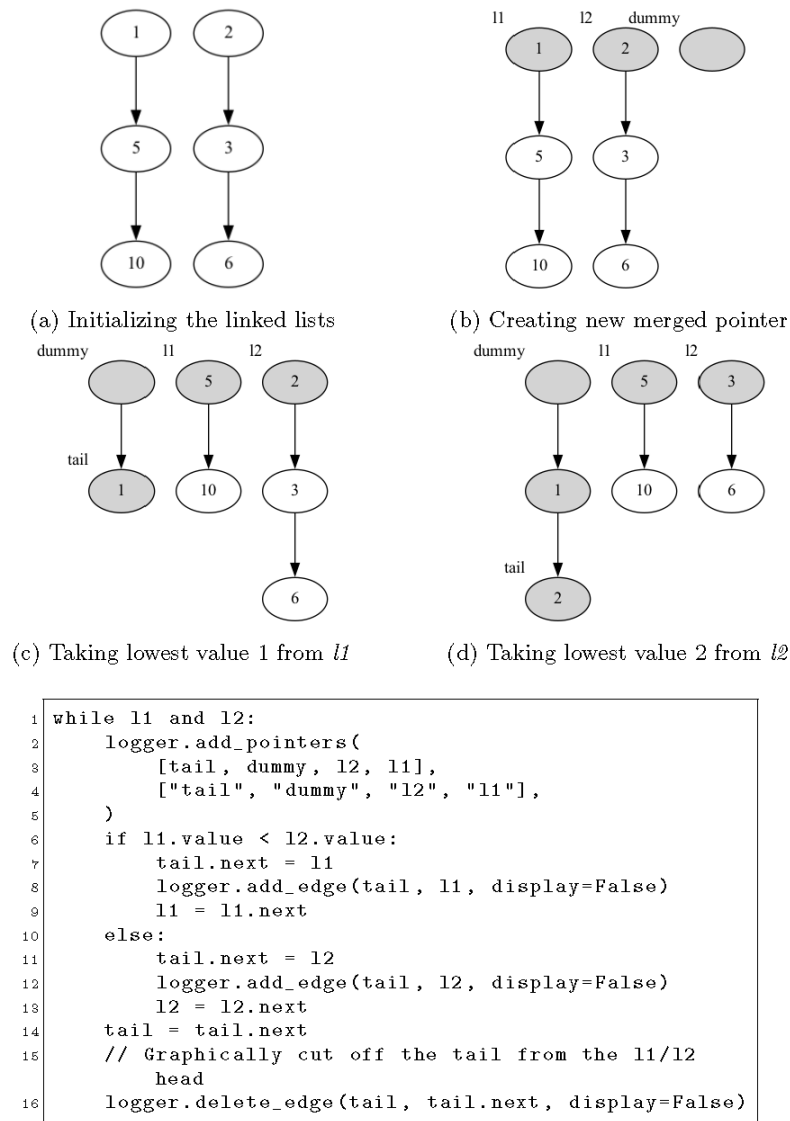 1 2
5 3
10 6
(a) Initializing the linked lists
l1 l2 dummy
1 2
5 3
10 6
(b) Creating new merged pointer
dummy l1 l2
5 2
tail
1 10 3
6
(c) Taking lowest value 1 from l1
dummy l1 l2
5 3
1 10 6
tail
2
(d) Taking lowest value 2 from l2
1 while l1 and l2:
2 logger.add_pointers(
3 [tail, dummy, l2, l1],
4 ["tail", "dummy", "l2", "l1"],
5 )
6 if l1.value < l2.value:
7 tail.next = l1
8 logger.add_edge(tail, l1, display=False)
9 l1 = l1.next
10 else:
11 tail.next = l2
12 logger.add_edge(tail, l2, display=False)
13 l2 = l2.next
14 tail = tail.next
15 // Graphically cut off the tail from the l1/l2
head
16 logger.delete_edge(tail, tail.next, display=False)